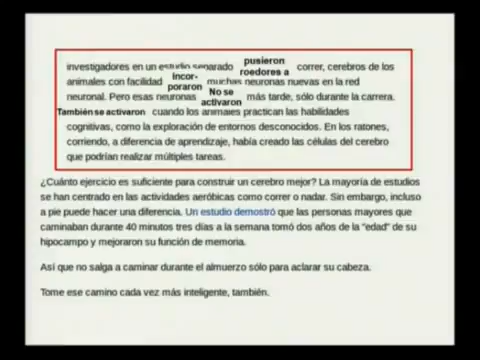 investigadores en un estudio separado pusieron roedores a correr, cerebros de los
animales con facilidad incor-poraron muchas neuronas nuevas en la red
neuronal. Pero esas neuronas No se activaron más tarde, sólo durante la carrera.
También se activaron cuando los animales practican las habilidades
cognitivas, como la exploración de entornos desconocidos. En los ratones,
corriendo, a diferencia de aprendizaje, había creado las células del cerebro
que podrían realizar múltiples tareas.
¿Cuánto ejercicio es suficiente para construir un cerebro mejor? La mayoría de estudios
se han centrado en las actividades aeróbicas como correr o nadar. Sin embargo, incluso
a pie puede hacer una diferencia. Un estudio demostró que las personas mayores que
caminaban durante 40 minutos tres días a la semana tomó dos años de la "edad" de su
hipocampo y mejoraron su función de memoria.
Así que no salga a caminar durante el almuerzo sólo para aclarar su cabeza.
Tome ese camino cada vez más inteligente, también.